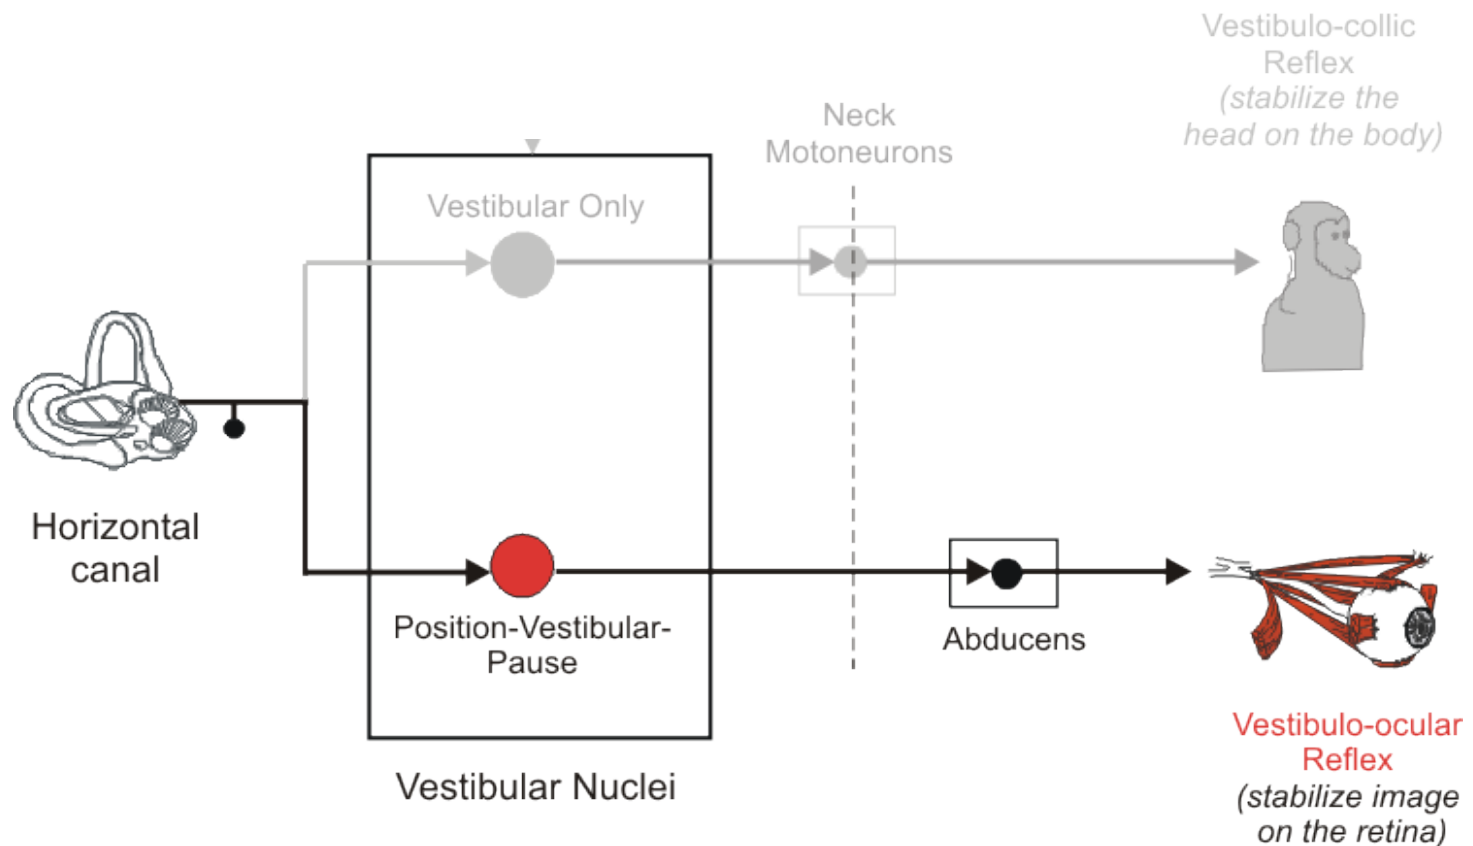 Vestibulo-collic
Reflex
(stabilize the
head on the body)
Neck
Motoneurons
Vestibular Only
Horizontal
canal
Position-Vestibular-
Pause
Abducens
Vestibular Nuclei
Vestibulo-ocular
Reflex
(stabilize image
on the retina)